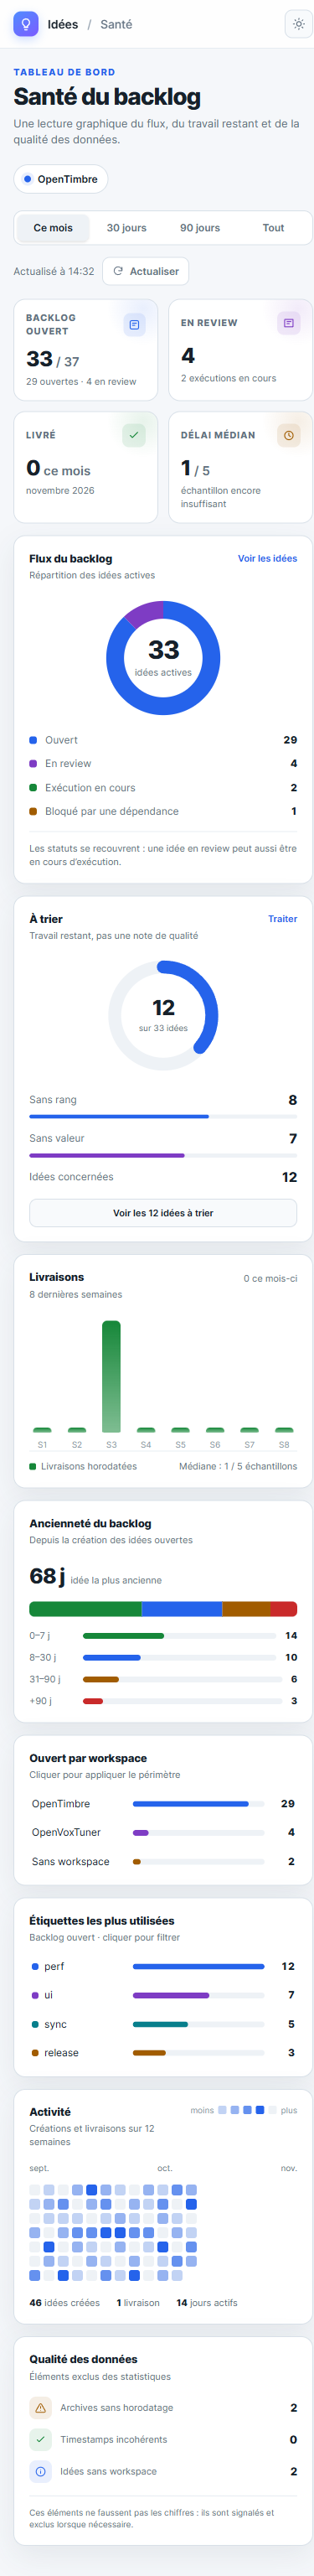 Idées / Santé
TABLEAU DE BORD
Santé du backlog
Une lecture graphique du flux, du travail restant et de la
qualité des données.
OpenTimbre
Ce mois 30 jours 90 jours Tout
Actualisé à 14:32 Actualiser
BACKLOG
OUVERT
33 / 37
29 ouvertes · 4 en review
EN REVIEW
4
2 exécutions en cours
LIVRÉ
0 ce mois
novembre 2026
DÉLAI MÉDIAN
1 / 5
échantillon encore
insuffisant
Flux du backlog Voir les idées
Répartition des idées actives
33
idées actives
Ouvert 29
En review 4
Exécution en cours 2
Bloqué par une dépendance 1
Les statuts se recouvrent : une idée en review peut aussi être
en cours d'exécution.
À trier Traiter
Travail restant, pas une note de qualité
12
sur 33 idées
Sans rang 8
Sans valeur 7
Idées concernées 12
Voir les 12 idées à trier
Livraisons 0 ce mois-ci
8 dernières semaines
S1 S2 S3 S4 S5 S6 S7 S8
Livraisons horodatées Médiane : 1 / 5 échantillons
Ancienneté du backlog
Depuis la création des idées ouvertes
68 j idée la plus ancienne
0–7 j 14
8–30 j 10
31–90 j 6
+90 j 3
Ouvert par workspace
Cliquer pour appliquer le périmètre
OpenTimbre 29
OpenVoxTuner 4
Sans workspace 2
Étiquettes les plus utilisées
Backlog ouvert · cliquer pour filtrer
perf 12
ui 7
sync 5
release 3
Activité moins plus
Créations et livraisons sur 12
semaines
sept. oct. nov.
46 idées créées 1 livraison 14 jours actifs
Qualité des données
Éléments exclus des statistiques
Archives sans horodatage 2
Timestamps incohérents 0
Idées sans workspace 2
Ces éléments ne faussent pas les chiffres : ils sont signalés et
exclus lorsque nécessaire.